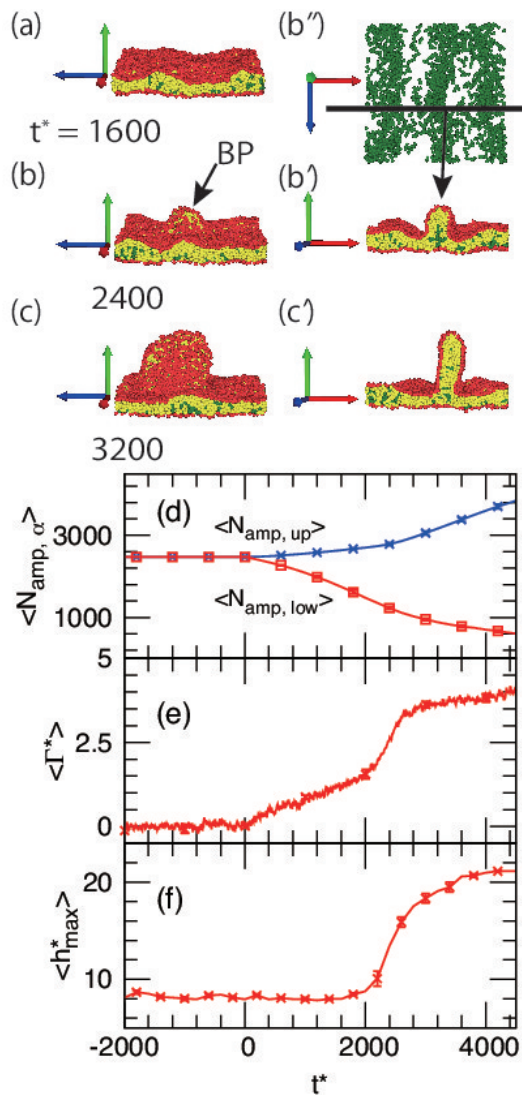 (a)
(b'')
t* = 1600
(b)
BP
(b')
2400
(c)
(c')
3200
(d)
<N_amp, up>
<N_amp, low>
<N_amp, α>
3000
1000
(e)
<Γ*>
5
2.5
0
(f)
<h*_max>
20
10
-2000 0 2000 4000
t*